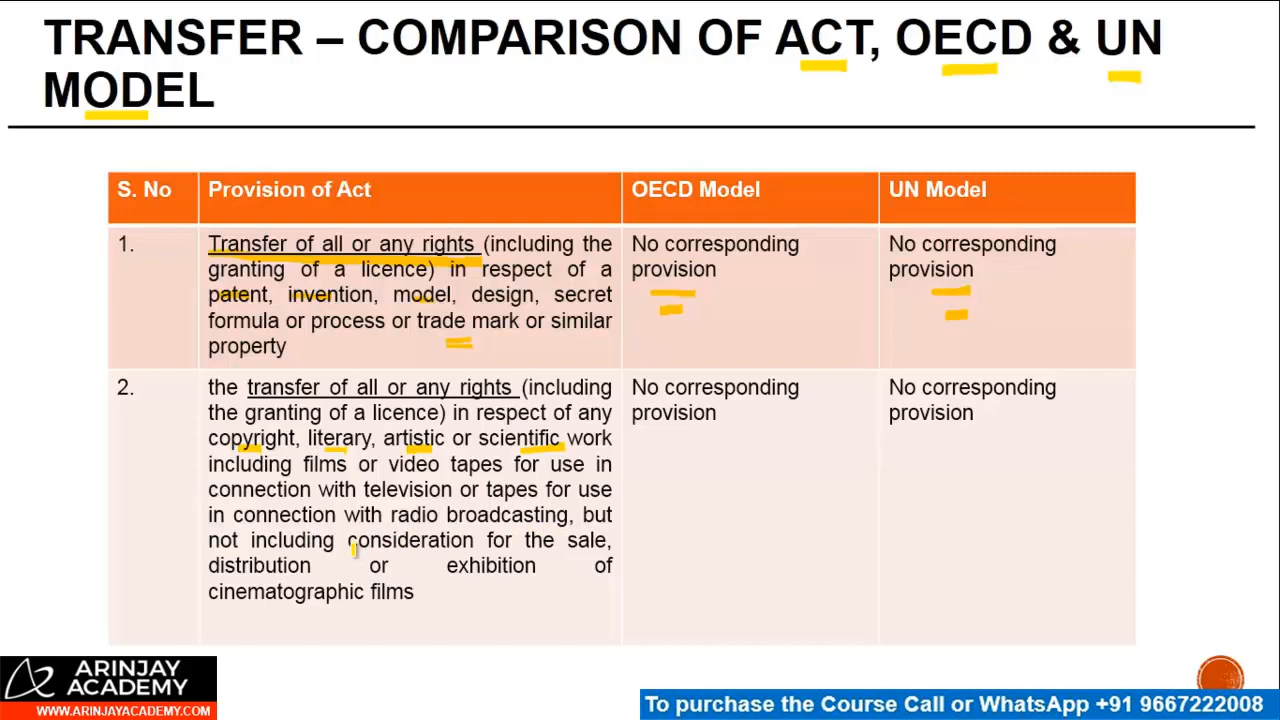 TRANSFER – COMPARISON OF ACT, OECD & UN
MODEL
S. No
Provision of Act
OECD Model
UN Model
1.
Transfer of all or any rights (including the
granting of a licence) in respect of a
patent, invention, model, design, secret
formula or process or trade mark or similar
property
No corresponding
provision
No corresponding
provision
2.
the transfer of all or any rights (including
the granting of a licence) in respect of any
copyright, literary, artistic or scientific work
including films or video tapes for use in
connection with television or tapes for use
in connection with radio broadcasting, but
not including consideration for the sale,
distribution or exhibition of
cinematographic films
No corresponding
provision
No corresponding
provision
ARINJAY
ACADEMY
WWW.ARINJAYACADEMY.COM
To purchase the Course Call or WhatsApp +91 9667222008